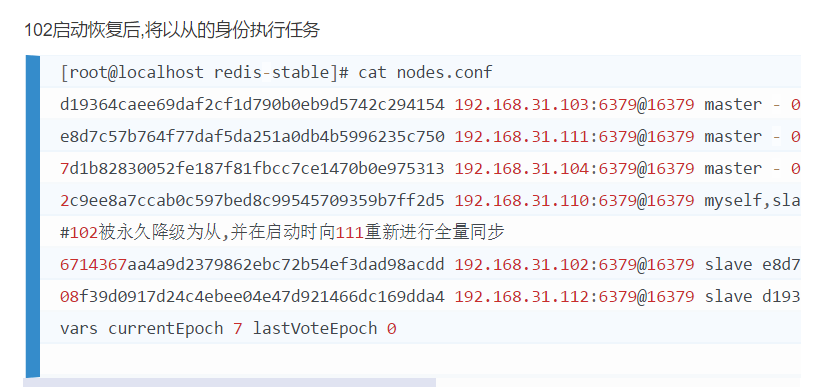 102启动恢复后,将以从的身份执行任务
[root@localhost redis-stable]# cat nodes.conf
d19364caee69daf2cf1d790b0eb9d5742c294154 192.168.31.103:6379@16379 master - 0
e8d7c57b764f77daf5da251a0db4b5996235c750 192.168.31.111:6379@16379 master - 0
7d1b82830052fe187f81fbcc7ce1470b0e975313 192.168.31.104:6379@16379 master - 0
2c9ee8a7ccab0c597bed8c99545709359b7ff2d5 192.168.31.110:6379@16379 myself,sla
#102被永久降级为从,并在启动时向111重新进行全量同步
6714367aa4a9d2379862ebc72b54ef3dad98acdd 192.168.31.102:6379@16379 slave e8d7
08f39d0917d24c4ebee04e47d921466dc169dda4 192.168.31.112:6379@16379 slave d193
vars currentEpoch 7 lastVoteEpoch 0